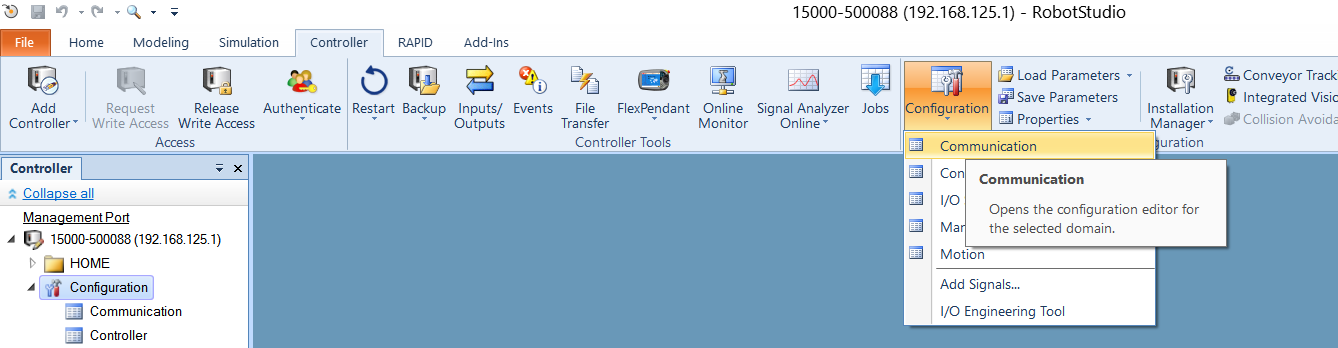 15000-500088 (192.168.125.1) - RobotStudio
File Home Modeling Simulation Controller RAPID Add-Ins
Add Controller
Request Write Access
Release Write Access
Authenticate
Access
Restart
Backup
Inputs/ Outputs
Events
File Transfer
FlexPendant
Online Monitor
Signal Analyzer Online
Jobs
Controller Tools
Configuration
Load Parameters
Save Parameters
Properties
Installation Manager
Conveyor Track
Integrated Visio
Collision Avoida
guration
Communication
Con
I/O
Mar
Motion
Add Signals...
I/O Engineering Tool
Communication
Opens the configuration editor for
the selected domain.
Controller
Collapse all
Management Port
15000-500088 (192.168.125.1)
HOME
Configuration
Communication
Controller